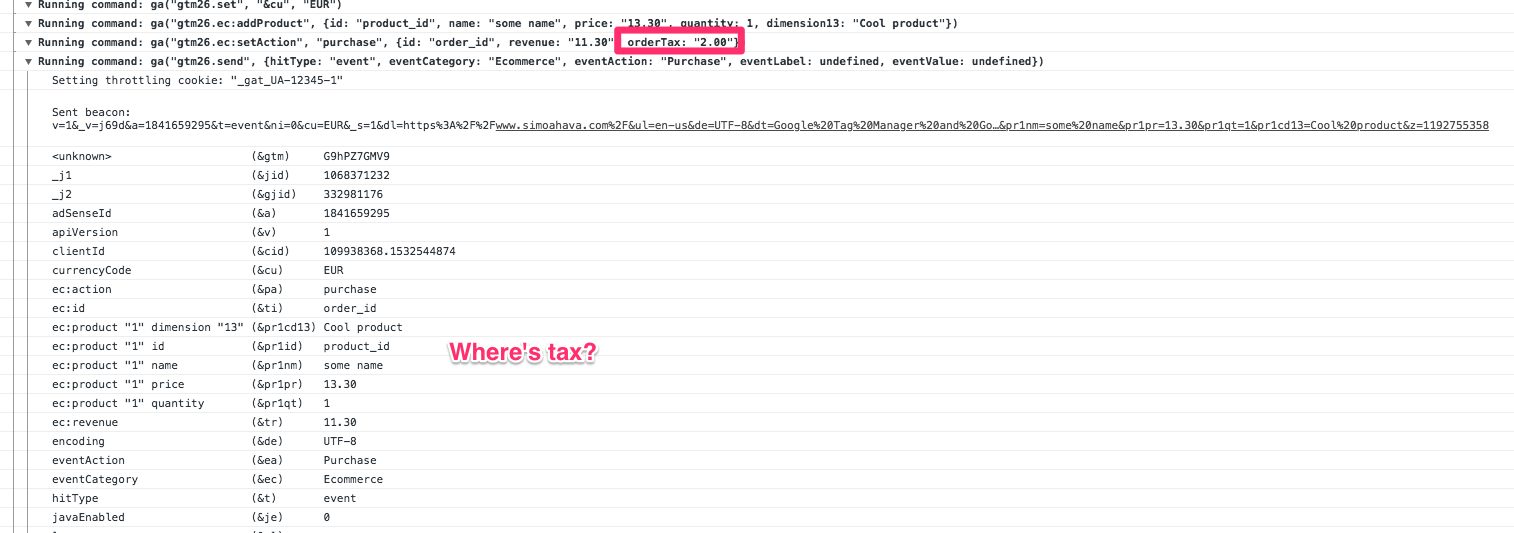 ▼ Running command: ga("gtm26.set", "&cu", "EUR")
▼ Running command: ga("gtm26.ec:addProduct", {id: "product_id", name: "some name", price: "13.30", quantity: 1, dimension13: "Cool product"})
▼ Running command: ga("gtm26.ec:setAction", "purchase", {id: "order_id", revenue: "11.30" orderTax: "2.00"}
▼ Running command: ga("gtm26.send", {hitType: "event", eventCategory: "Ecommerce", eventAction: "Purchase", eventLabel: undefined, eventValue: undefined})
Setting throttling cookie: "_gat_UA-12345-1"
Sent beacon:
v=1&_v=j69d&a=1841659295&t=event&ni=0&cu=EUR&_s=1&dl=https%3A%2F%2Fwww.simoahava.com%2F&ul=en-us&de=UTF-8&dt=Google%20Tag%20Manager%20and%20Go…&pr1nm=some%20name&pr1pr=13.30&pr1qt=1&pr1cd13=Cool%20product&z=1192755358
<unknown> (&gtm) G9hPZ7GMV9
_j1 (&jid) 1068371232
_j2 (&gjid) 332981176
adSenseId (&a) 1841659295
apiVersion (&v) 1
clientId (&cid) 109938368.1532544874
currencyCode (&cu) EUR
ec:action (&pa) purchase
ec:id (&ti) order_id
ec:product "1" dimension "13" (&pr1cd13) Cool product
ec:product "1" id (&pr1id) product_id
Where's tax?
ec:product "1" name (&pr1nm) some name
ec:product "1" price (&pr1pr) 13.30
ec:product "1" quantity (&pr1qt) 1
ec:revenue (&tr) 11.30
encoding (&de) UTF-8
eventAction (&ea) Purchase
eventCategory (&ec) Ecommerce
hitType (&t) event
javaEnabled (&je) 0